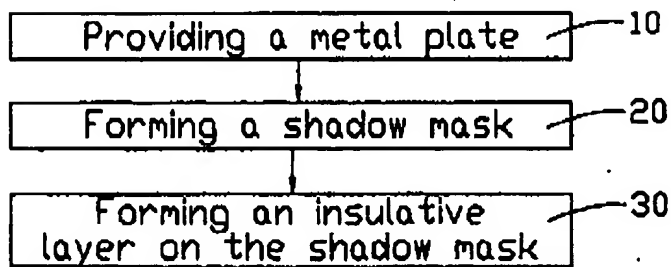 Providing a metal plate 10
Forming a shadow mask 20
Forming an insulative 30
layer on the shadow mask